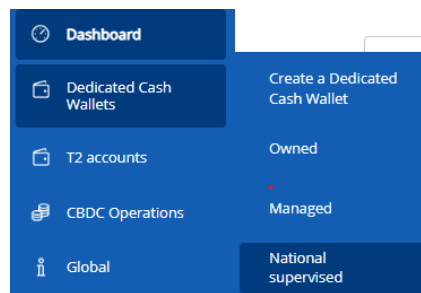 Dashboard
Dedicated Cash
Wallets
T2 accounts
CBDC Operations
Global
Create a Dedicated
Cash Wallet
Owned
Managed
National
supervised